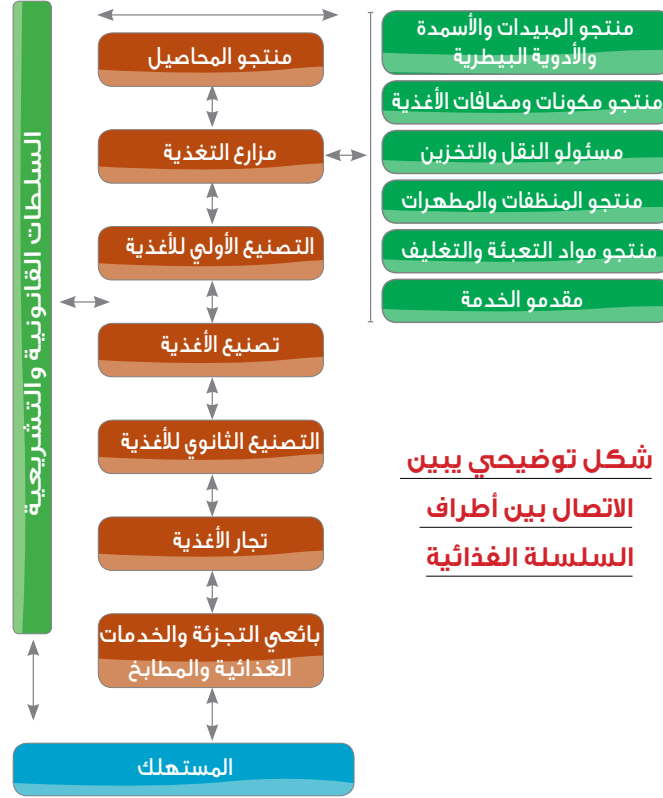 منتجو المبيدات والأسمدة
والأدوية البيطرية
منتجو مكونات ومضافات الأغذية
مسئولو النقل والتخزين
منتجو المنظفات والمطهرات
منتجو مواد التعبئة والتغليف
مقدمو الخدمة
منتجو المحاصيل
مزارع التغذية
التصنيع الأولي للأغذية
تصنيع الأغذية
التصنيع الثانوي للأغذية
تجار الأغذية
بائعي التجزئة والخدمات
الغذائية والمطابخ
المستهلك
السلطات القانونية والتشريعية
شكل توضيحي يبين
الاتصال بين أطراف
السلسلة الغذائية